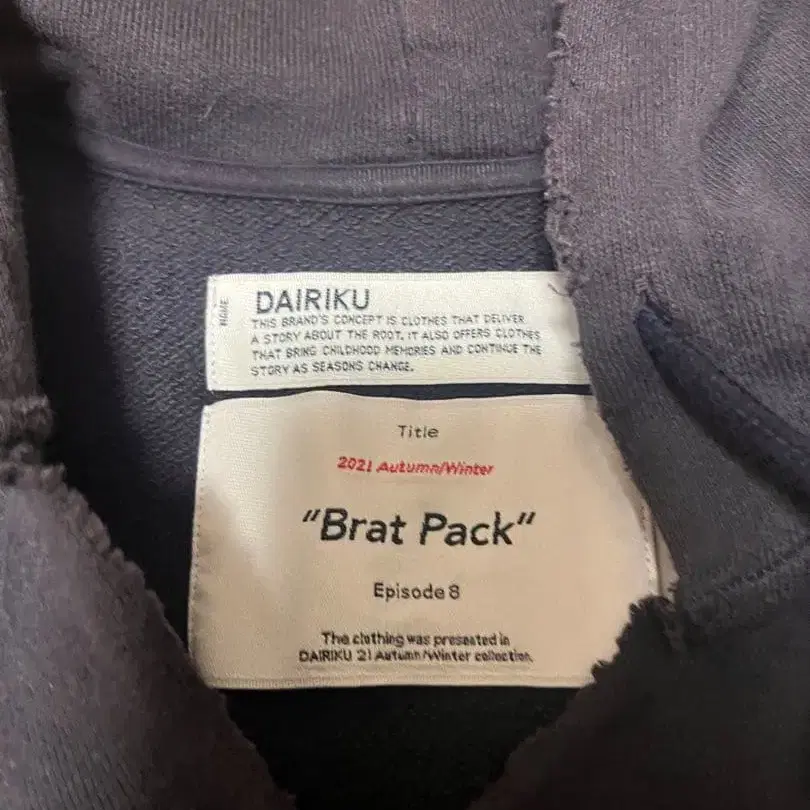 NAME
DAIRIKU
THIS BRAND'S CONCEPT IS CLOTHES THAT DELIVER
A STORY ABOUT THE ROOT. IT ALSO OFFERS CLOTHES
THAT BRING CHILDHOOD MEMORIES AND CONTINUE THE
STORY AS SEASONS CHANGE.
Title
2021 Autumn/Winter
"Brat Pack"
Episode 8
The clothing was presented in
DAIRIKU 21 Autumn/Winter collection.